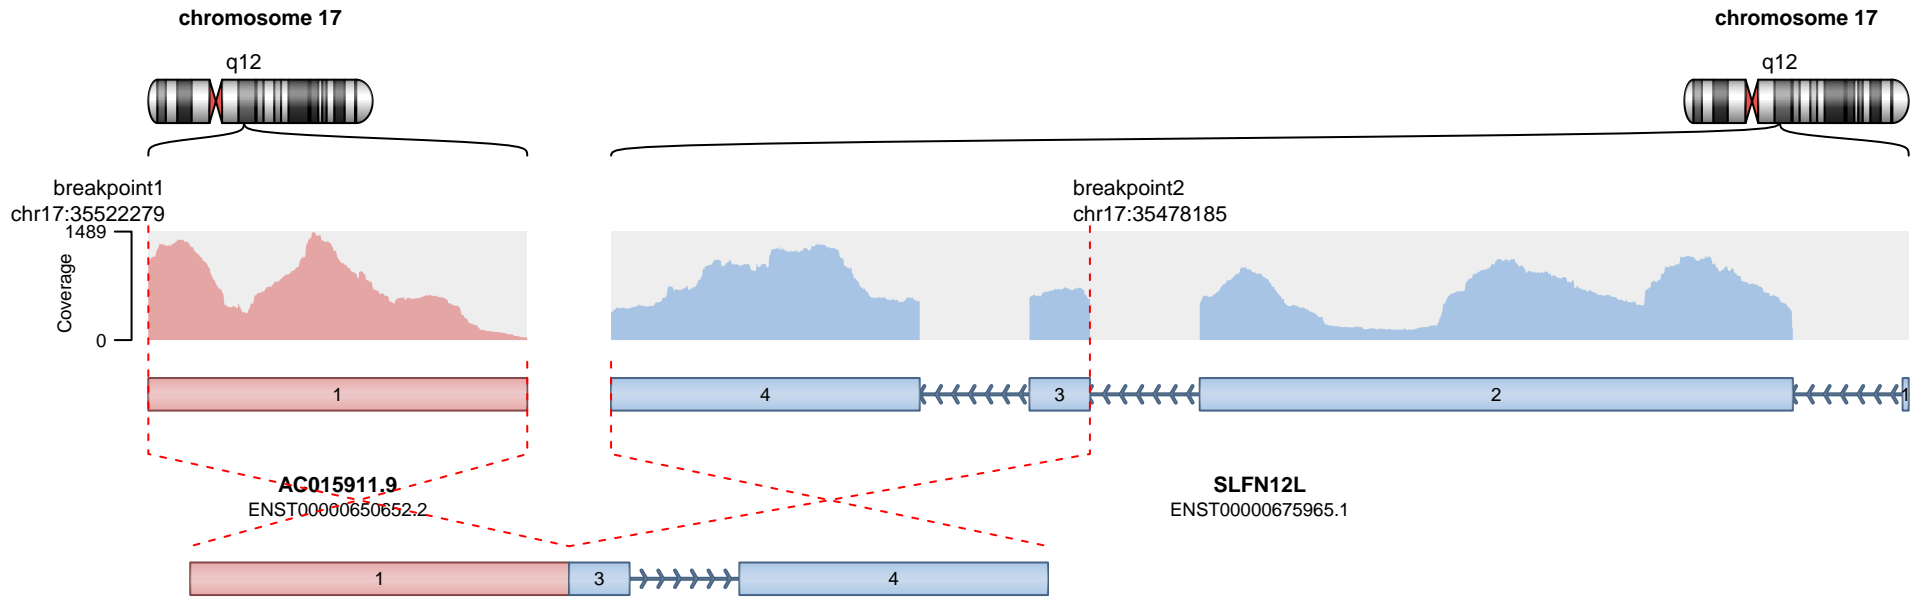 chromosome 17
chromosome 17
q12
q12
breakpoint1
chr17:35522279
breakpoint2
chr17:35478185
1489
Coverage
0
1
4
3
2
1
AC015911.9
ENST00000650652.2
SLFN12L
ENST00000675965.1
1
3
4